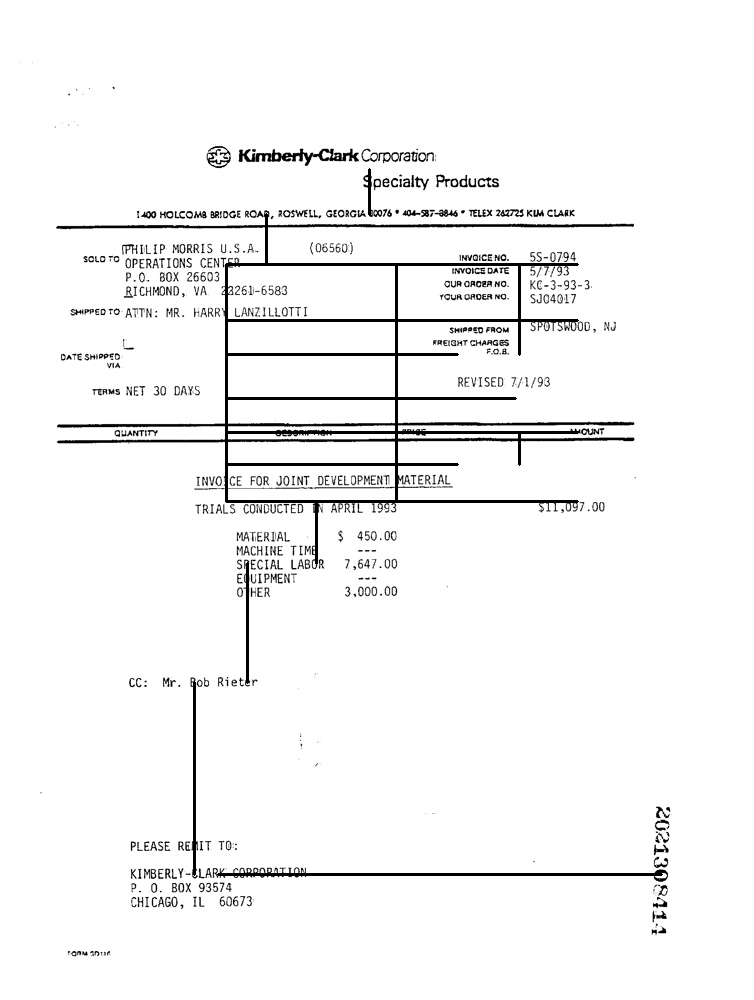 Kimberly-Clark Corporation
Specialty Products
1400 HOLCOMB BRIDGE ROAD, ROSWELL, GEORGIA 30076 • 404-587-8846 • TELEX 262725 KIM CLARK
SOLD TO PHILIP MORRIS U.S.A. (06560)
OPERATIONS CENTER
P.O. BOX 26603
RICHMOND, VA 23261-6583
INVOICE NO. 5S-0794
INVOICE DATE 5/7/93
OUR ORDER NO. KC-3-93-3
YOUR ORDER NO. SJ04017
SHIPPED TO ATTN: MR. HARRY LANZILLOTTI
SHIPPED FROM SPOTSWOOD, NJ
FREIGHT CHARGES
F.O.B.
DATE SHIPPED
VIA
REVISED 7/1/93
TERMS NET 30 DAYS
QUANTITY DESCRIPTION PRICE AMOUNT
INVOICE FOR JOINT DEVELOPMENT MATERIAL
TRIALS CONDUCTED IN APRIL 1993 $11,097.00
MATERIAL $ 450.00
MACHINE TIME ---
SPECIAL LABOR 7,647.00
EQUIPMENT ---
OTHER 3,000.00
CC: Mr. Bob Rieter
PLEASE REMIT TO:
KIMBERLY-CLARK CORPORATION
P. O. BOX 93574
CHICAGO, IL 60673
2021308414
FORM